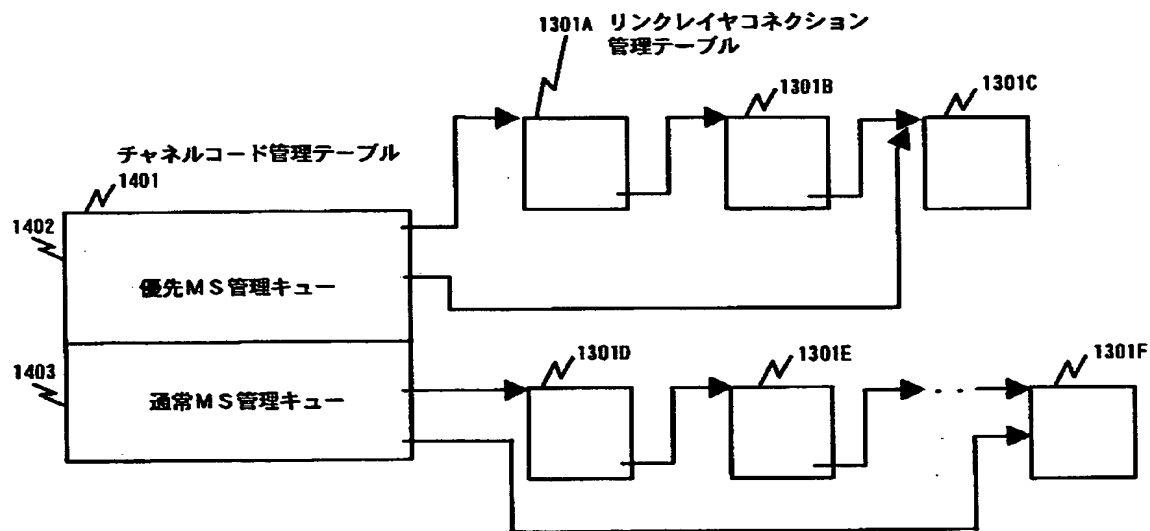 1301A リンクレイヤコネクション
管理テーブル
1301B
1301C
チャネルコード管理テーブル
1401
1402
優先MS管理キュー
1403
通常MS管理キュー
1301D
1301E
1301F